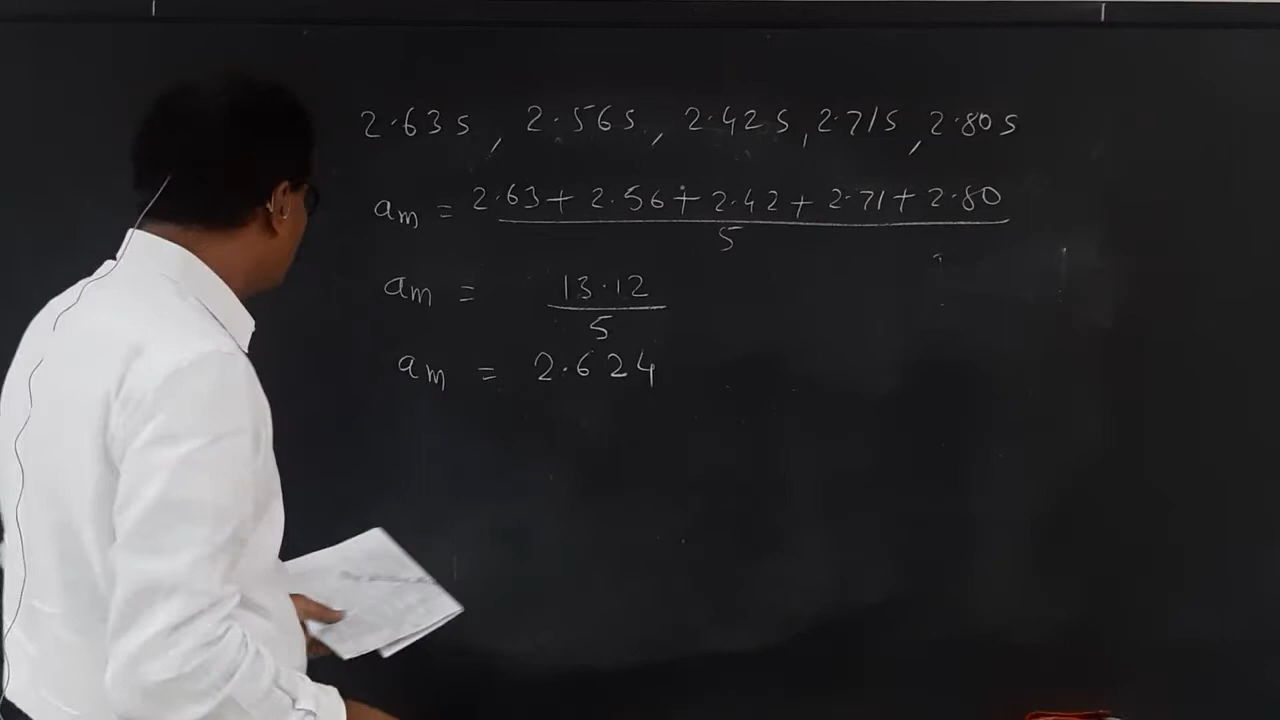 2.63 s, 2.56 s, 2.42 s, 2.71 s, 2.80 s
am = 2.63 + 2.56 + 2.42 + 2.71 + 2.80
5
am = 13.12
5
am = 2.624